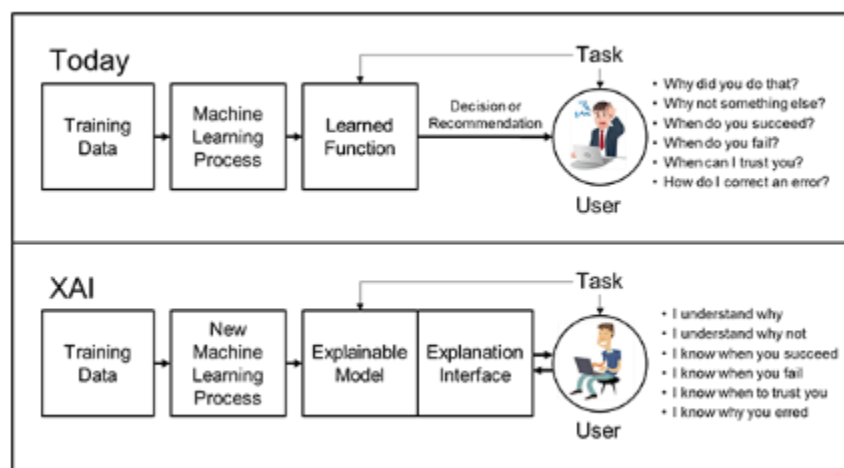 Today
Task
Training
Data
Machine
Learning
Process
Learned
Function
Decision or
Recommendation
User
• Why did you do that?
• Why not something else?
• When do you succeed?
• When do you fail?
• When can I trust you?
• How do I correct an error?
XAI
Task
Training
Data
New
Machine
Learning
Process
Explainable
Model
Explanation
Interface
User
• I understand why
• I understand why not
• I know when you succeed
• I know when you fail
• I know when to trust you
• I know why you erred